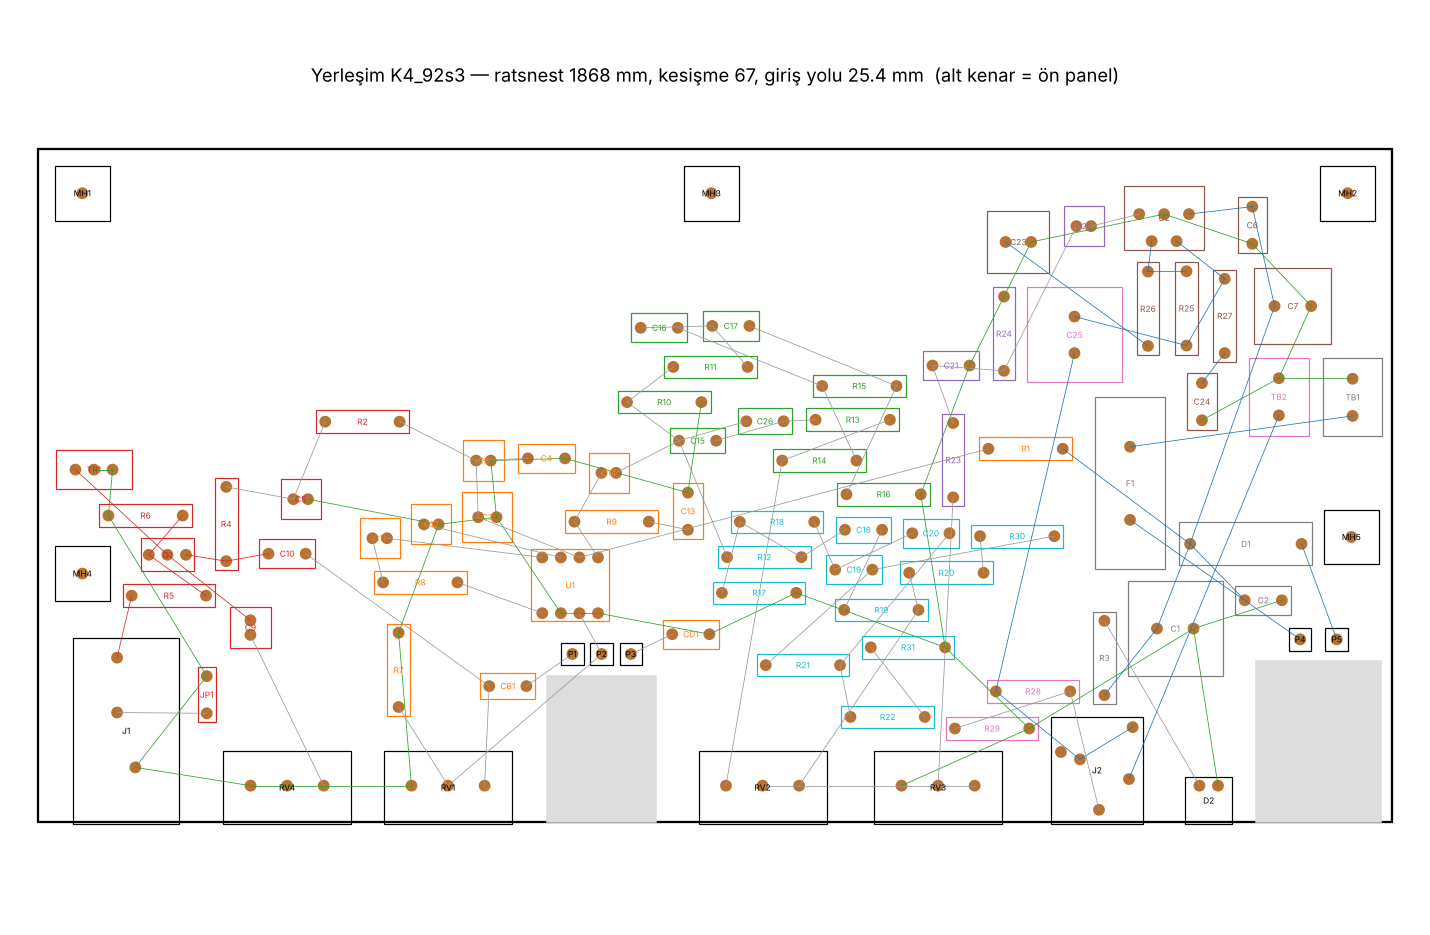 Yerleşim K4_92s3 — ratsnest 1868 mm, kesişme 67, giriş yolu 25.4 mm (alt kenar = ön panel)
MH1
MH3
MH2
C23
C6
C7
R26
R25
R27
R24
C25
C16
C17
R11
C21
R15
R10
C24
TB2
TB1
R2
C26
R13
C15
R1
C4
R14
R23
F1
R16
C13
R6
R4
R9
R18
C18
C20
R30
MH5
D1
C10
R12
C19
R20
MH4
R8
U1
R5
R17
R19
C2
CD1
C1
R31
P4
P5
P1
P2
P3
R3
R21
R7
CB1
JP1
R28
J1
R22
R29
J2
RV4
RV1
RV2
RV3
D2